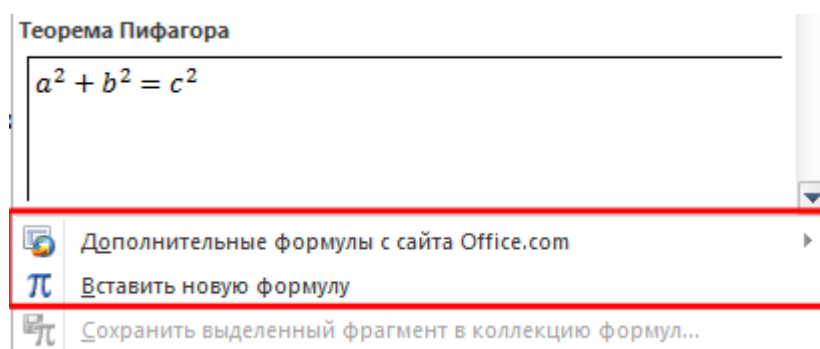 Теорема Пифагора
a² + b² = c²
Дополнительные формулы с сайта Office.com
π Вставить новую формулу
Сохранить выделенный фрагмент в коллекцию формул...